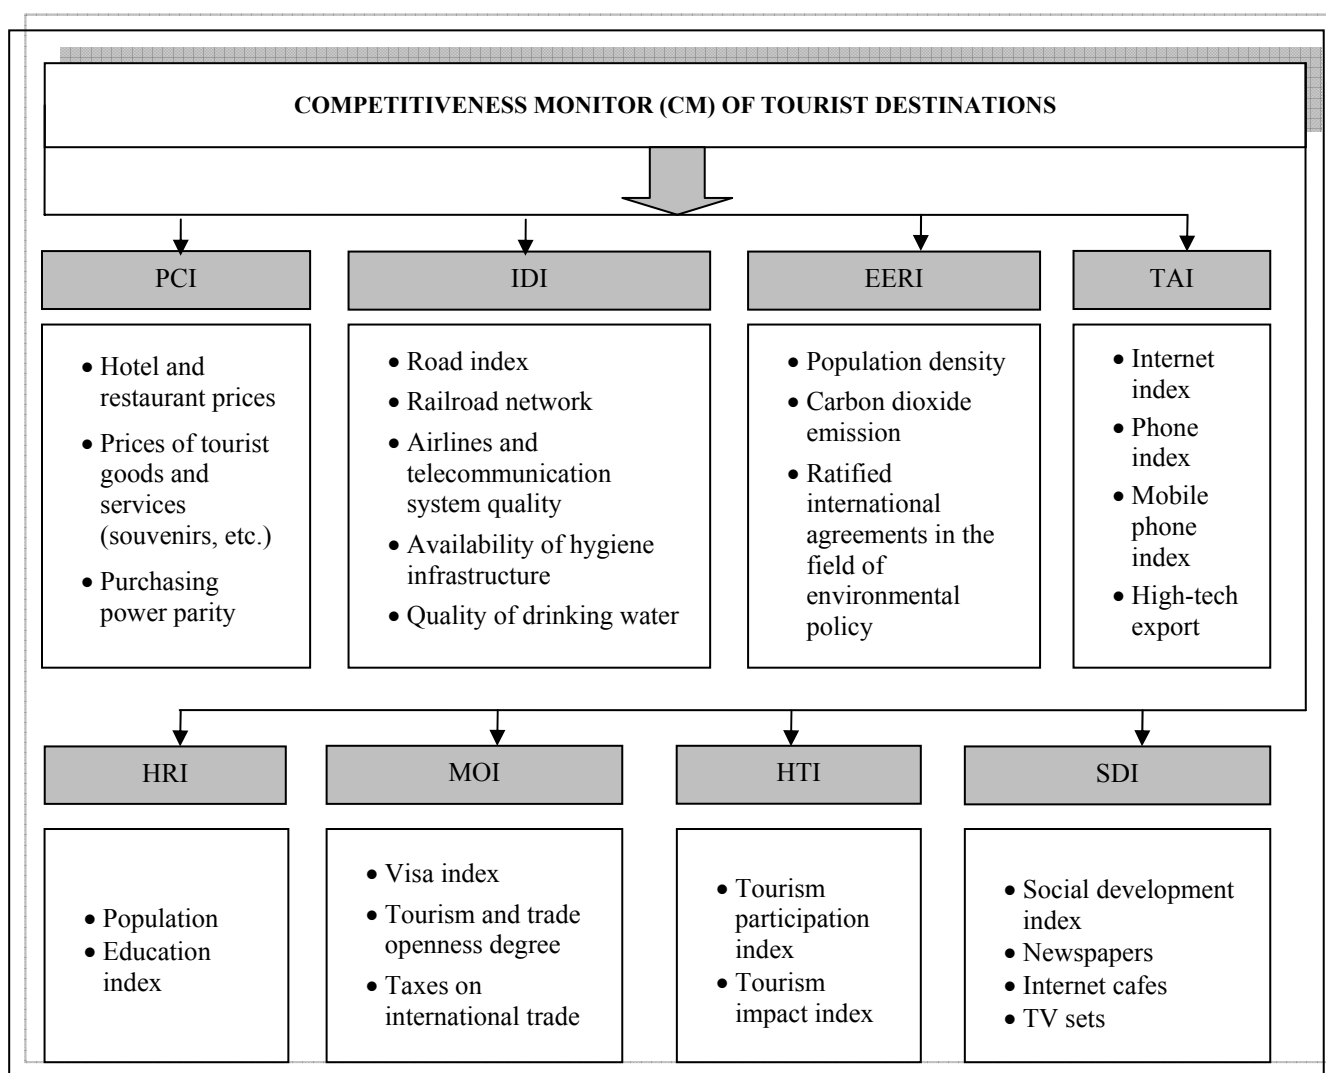 COMPETITIVENESS MONITOR (CM) OF TOURIST DESTINATIONS
PCI
• Hotel and
restaurant prices
• Prices of tourist
goods and
services
(souvenirs, etc.)
• Purchasing
power parity
IDI
• Road index
• Railroad network
• Airlines and
telecommunication
system quality
• Availability of hygiene
infrastructure
• Quality of drinking water
EERI
• Population density
• Carbon dioxide
emission
• Ratified
international
agreements in the
field of
environmental
policy
TAI
• Internet
index
• Phone
index
• Mobile
phone
index
• High-tech
export
HRI
• Population
• Education
index
MOI
• Visa index
• Tourism and trade
openness degree
• Taxes on
international trade
HTI
• Tourism
participation
index
• Tourism
impact index
SDI
• Social development
index
• Newspapers
• Internet cafes
• TV sets